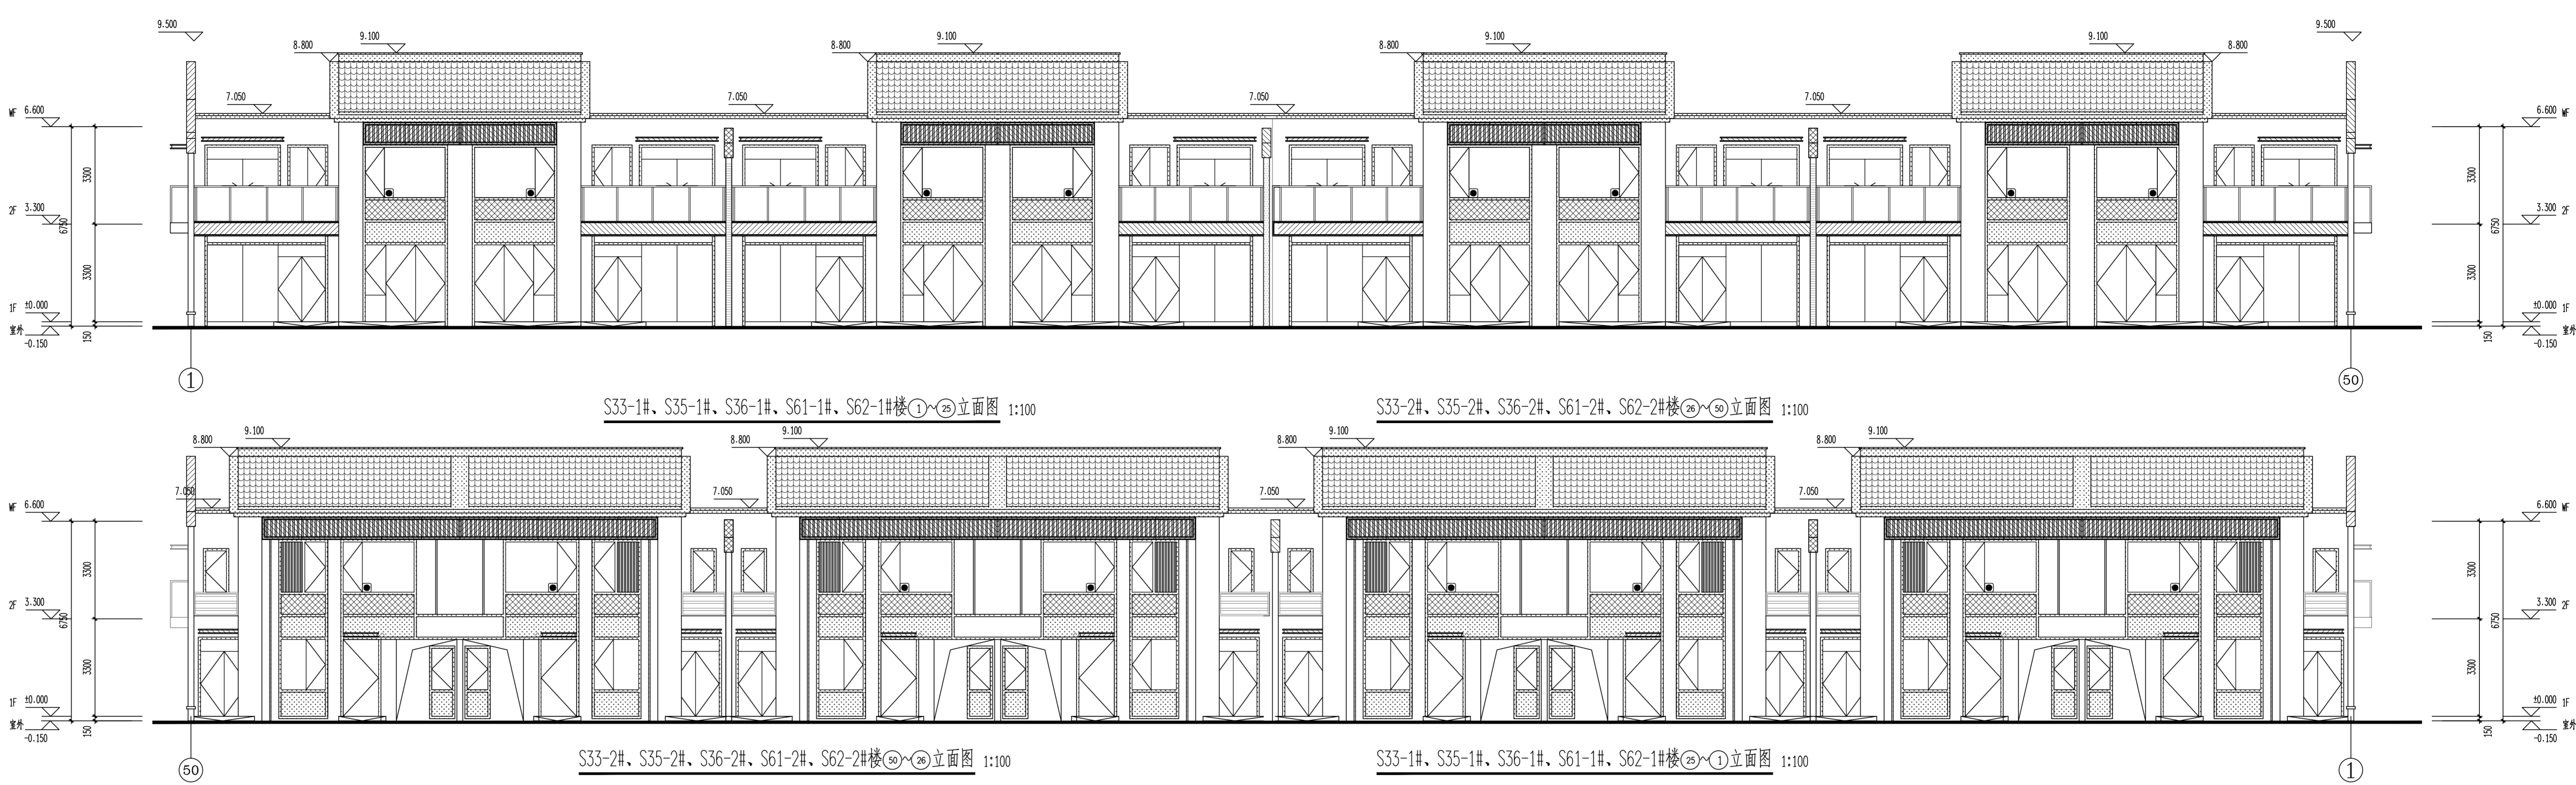 9.500 9.500
9.100 9.100 9.100 9.100
8.800 8.800 8.800 8.800
7.050 7.050 7.050 7.050
WF 6.600 6.600 WF
3300 3300
2F 3.300 3.300 2F
6750 6750
3300 3300
1F ±0.000 ±0.000 1F
室外 室外
-0.150 150 150 -0.150
1 50
S33-1#、S35-1#、S36-1#、S61-1#、S62-1#楼①~㉕立面图 1:100
S33-2#、S35-2#、S36-2#、S61-2#、S62-2#楼㉖~㊿立面图 1:100
9.100 9.100 9.100 9.100
8.800 8.800 8.800 8.800
7.050 7.050 7.050 7.050
WF 6.600 6.600 WF
3300 3300
2F 3.300 3.300 2F
6750 6750
3300 3300
1F ±0.000 ±0.000 1F
室外 室外
-0.150 150 150 -0.150
50 1
S33-2#、S35-2#、S36-2#、S61-2#、S62-2#楼㊿~㉖立面图 1:100
S33-1#、S35-1#、S36-1#、S61-1#、S62-1#楼㉕~①立面图 1:100